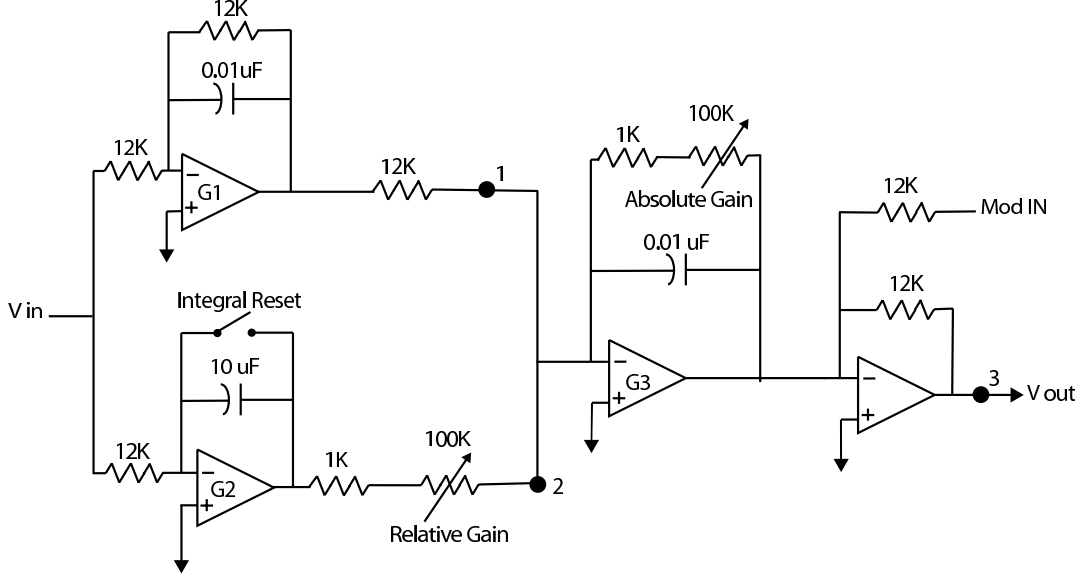 12K
0.01uF
12K
−
G1
+
12K
1
V in
Integral Reset
10 uF
12K
−
G2
+
1K
100K
Relative Gain
2
1K
100K
Absolute Gain
0.01 uF
−
G3
+
12K
Mod IN
12K
−
+
3
V out